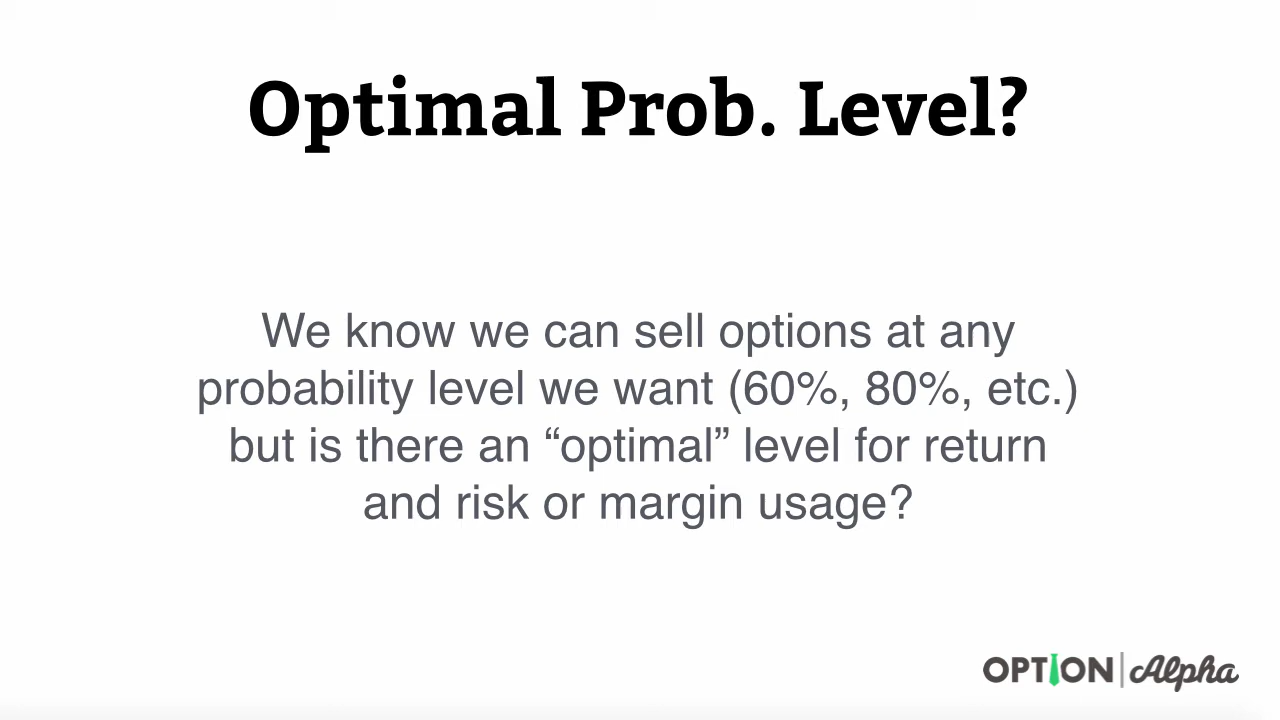 Optimal Prob. Level?
We know we can sell options at any
probability level we want (60%, 80%, etc.)
but is there an “optimal” level for return
and risk or margin usage?
OPTION | Alpha